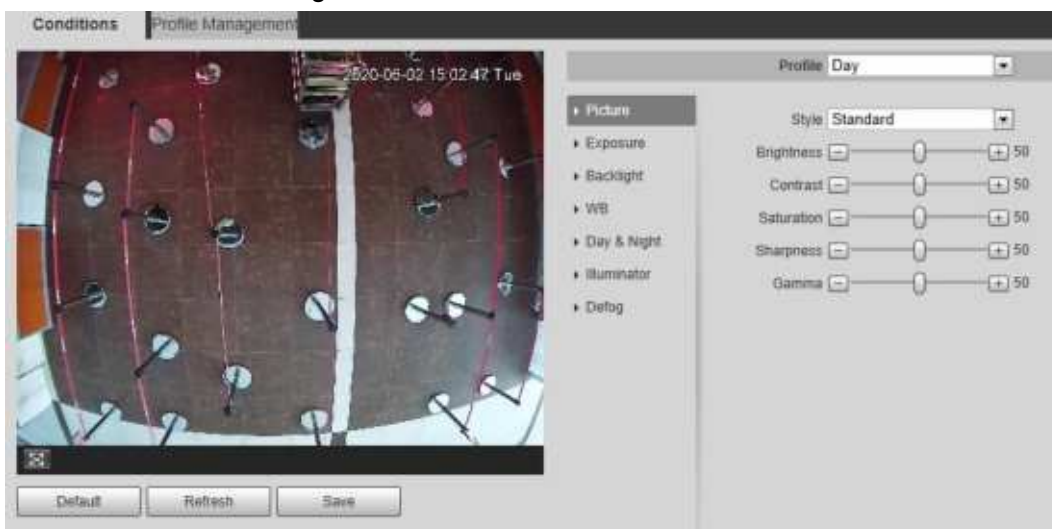 Conditions Profile Management
2020-06-02 15:02:47 Tue
Profile Day
Picture
Exposure
Backlight
WB
Day & Night
Illuminator
Defog
Style Standard
Brightness 50
Contrast 50
Saturation 50
Sharpness 50
Gamma 50
Default Refresh Save